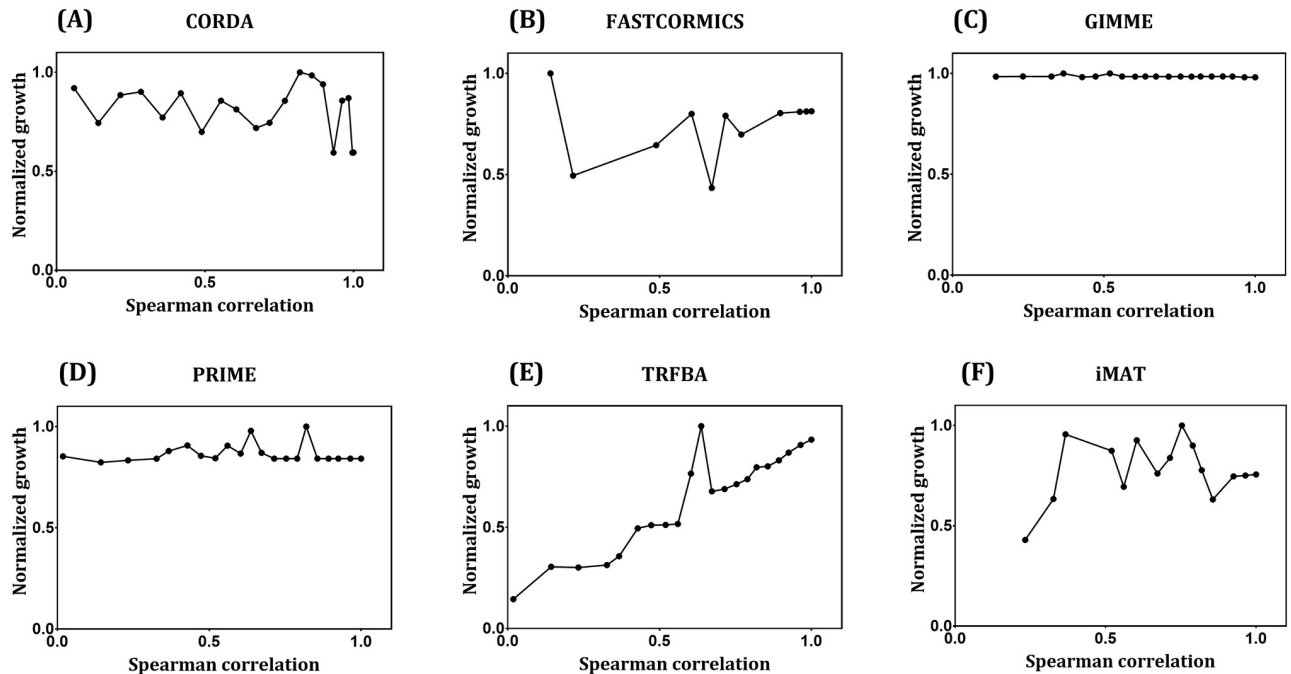 (A) CORDA
Normalized growth
1.0
0.5
0.0
0.0 0.5 1.0
Spearman correlation
(B) FASTCORMICS
Normalized growth
1.0
0.5
0.0
0.0 0.5 1.0
Spearman correlation
(C) GIMME
Normalized growth
1.0
0.5
0.0
0.0 0.5 1.0
Spearman correlation
(D) PRIME
Normalized growth
1.0
0.5
0.0
0.0 0.5 1.0
Spearman correlation
(E) TRFBA
Normalized growth
1.0
0.5
0.0
0.0 0.5 1.0
Spearman correlation
(F) iMAT
Normalized growth
1.0
0.5
0.0
0.0 0.5 1.0
Spearman correlation